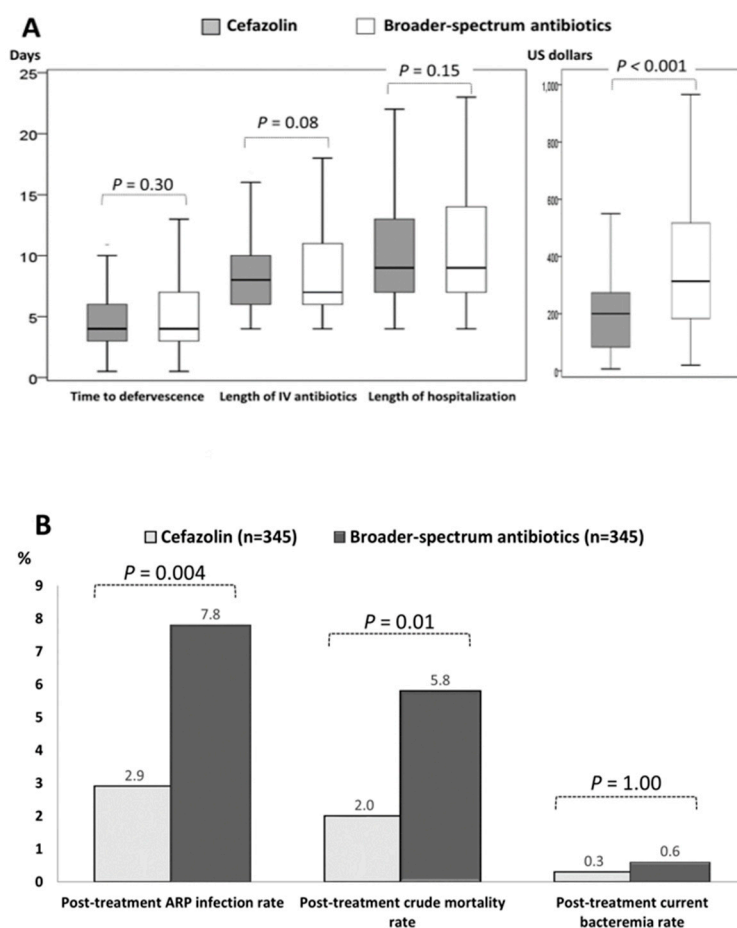 A
Cefazolin
Broader-spectrum antibiotics
Days
US dollars
25
20
15
10
5
0
P = 0.30
P = 0.08
P = 0.15
P < 0.001
1,000
800
600
400
200
0
Time to defervescence
Length of IV antibiotics
Length of hospitalization
B
Cefazolin (n=345)
Broader-spectrum antibiotics (n=345)
%
9
8
7
6
5
4
3
2
1
0
P = 0.004
P = 0.01
P = 1.00
2.9
7.8
2.0
5.8
0.3
0.6
Post-treatment ARP infection rate
Post-treatment crude mortality
rate
Post-treatment current
bacteremia rate